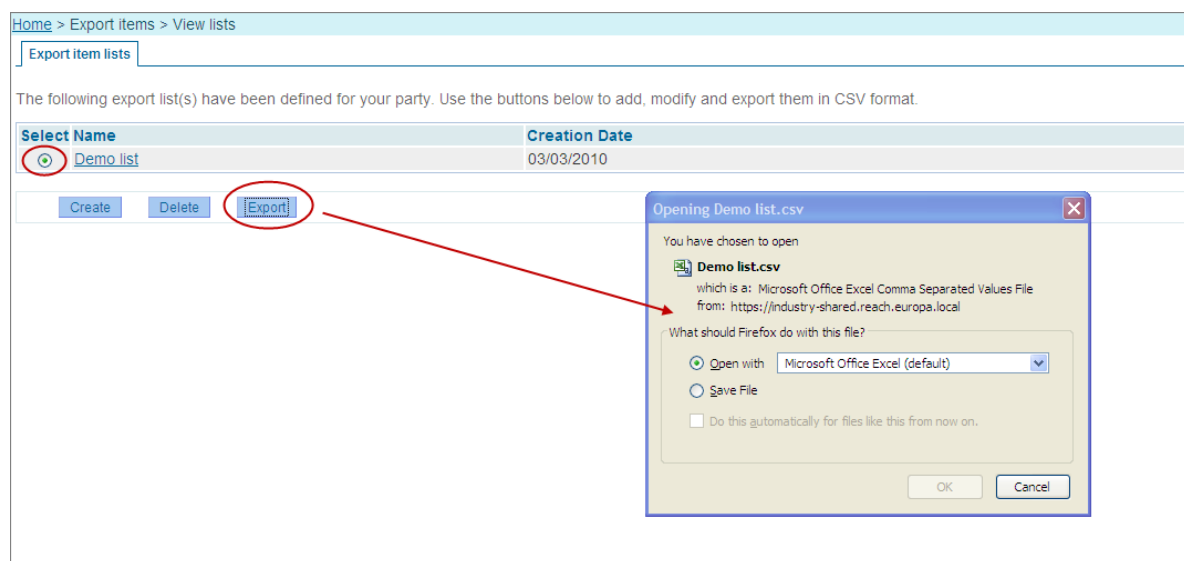 Home > Export items > View lists
Export item lists
The following export list(s) have been defined for your party. Use the buttons below to add, modify and export them in CSV format.
Select Name Creation Date
Demo list 03/03/2010
Create Delete Export
Opening Demo list.csv
You have chosen to open
Demo list.csv
which is a: Microsoft Office Excel Comma Separated Values File
from: https://industry-shared.reach.europa.local
What should Firefox do with this file?
Open with Microsoft Office Excel (default)
Save File
Do this automatically for files like this from now on.
OK Cancel